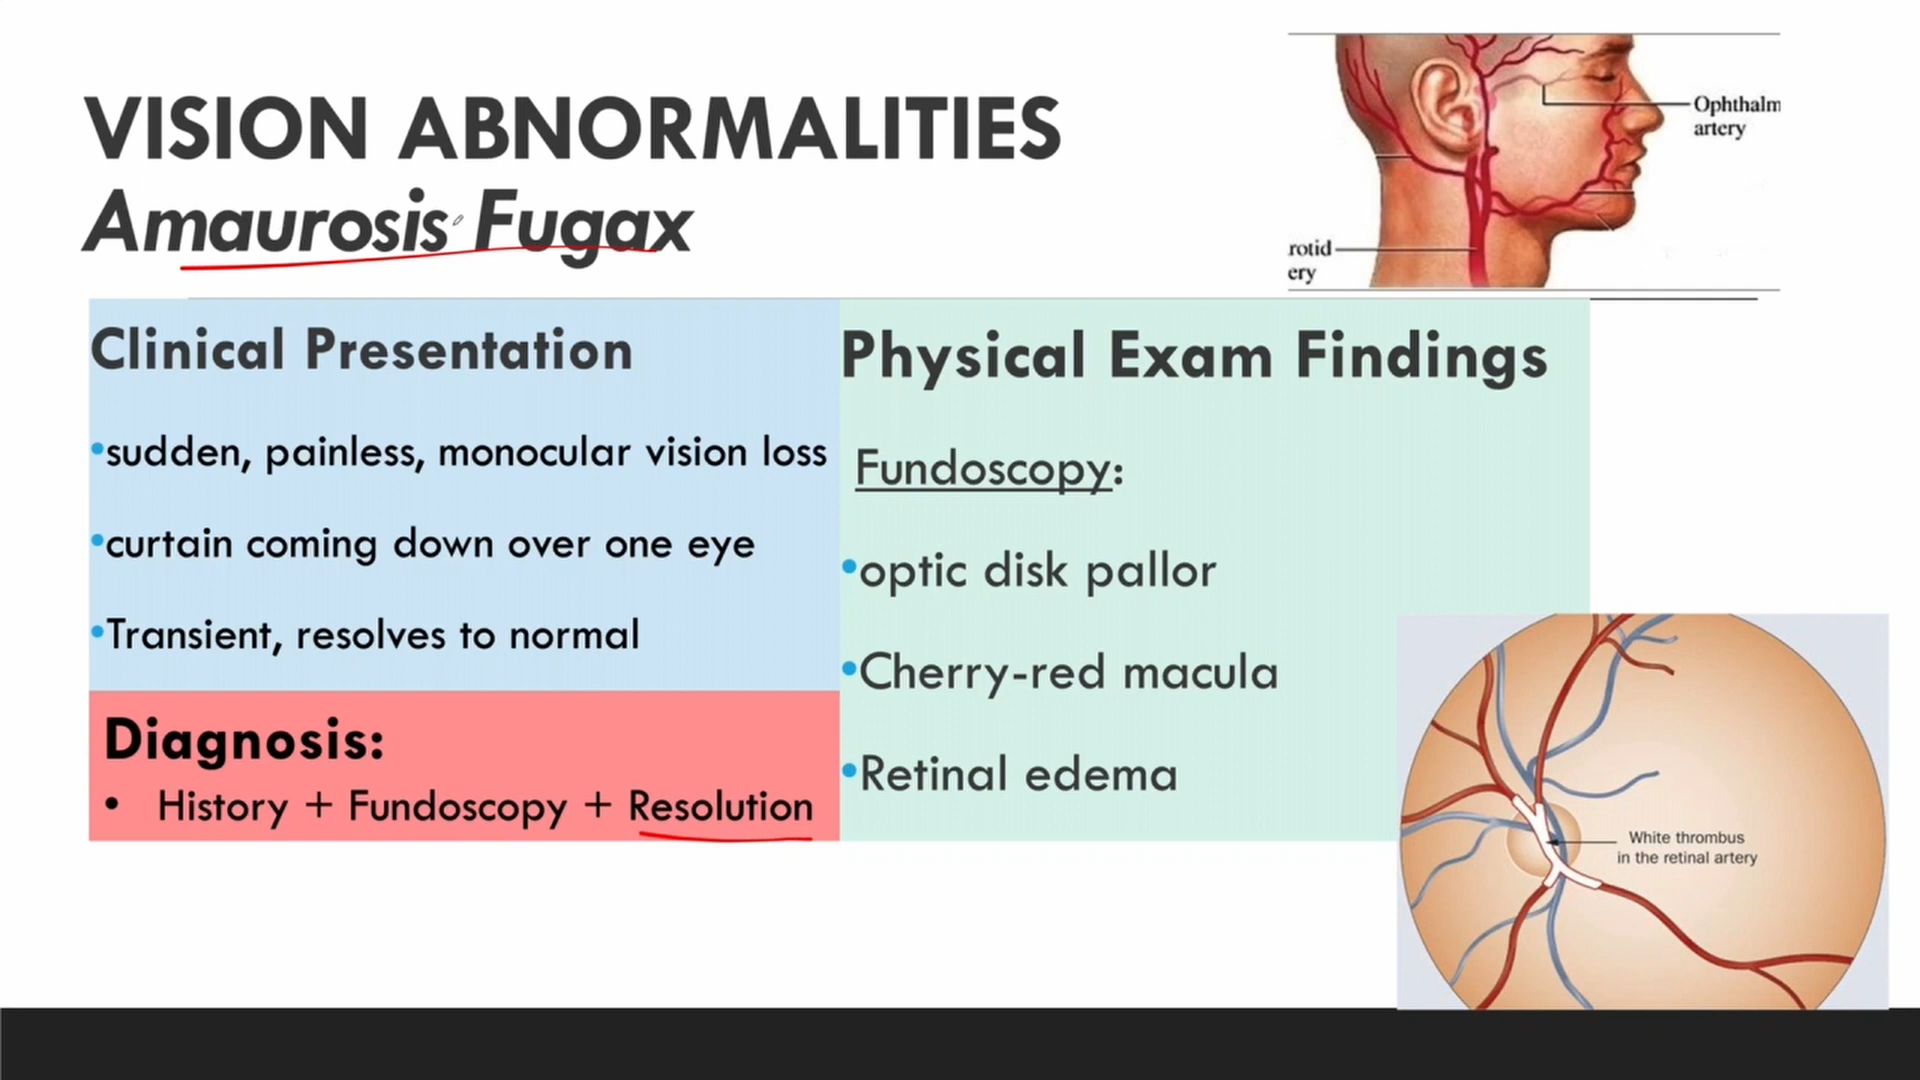 VISION ABNORMALITIES
Amaurosis Fugax
Ophthalm
artery
rotid
ery
Clinical Presentation
•sudden, painless, monocular vision loss
•curtain coming down over one eye
•Transient, resolves to normal
Diagnosis:
• History + Fundoscopy + Resolution
Physical Exam Findings
Fundoscopy:
•optic disk pallor
•Cherry-red macula
•Retinal edema
White thrombus
in the retinal artery